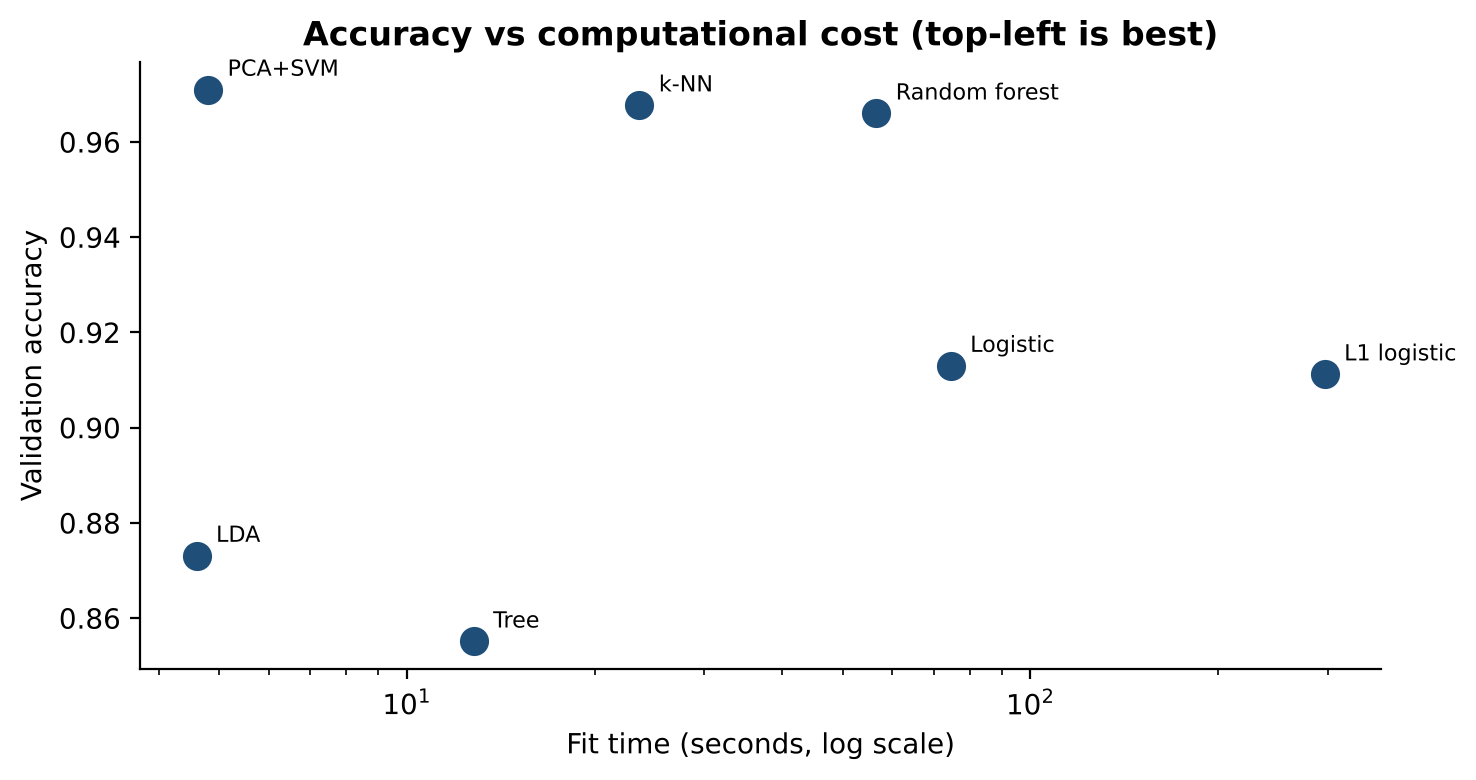 Accuracy vs computational cost (top-left is best)
PCA+SVM
k-NN
Random forest
Logistic
L1 logistic
LDA
Tree
Validation accuracy
0.96
0.94
0.92
0.90
0.88
0.86
10¹
10²
Fit time (seconds, log scale)